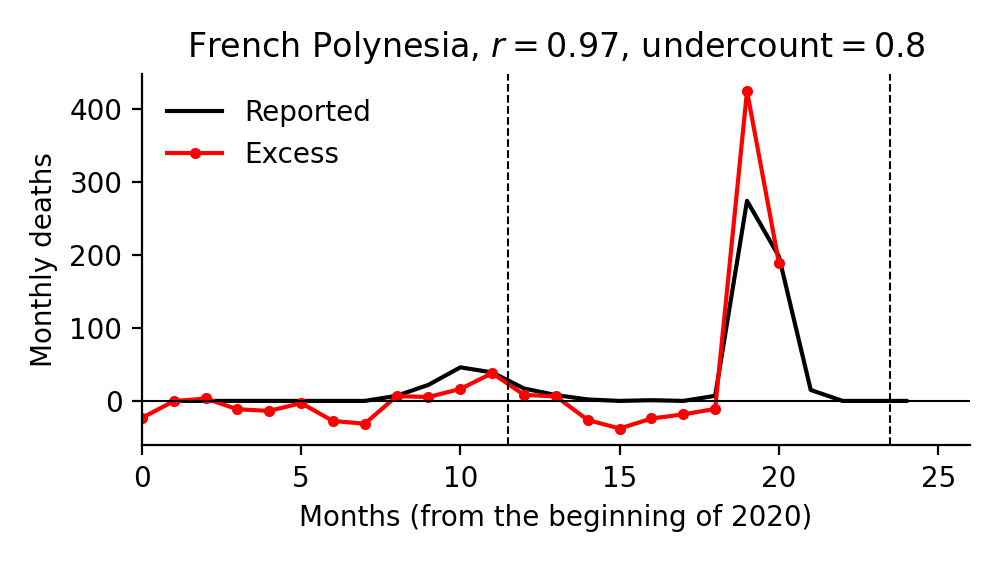 French Polynesia, r = 0.97, undercount = 0.8
Reported
Excess
Monthly deaths
400
300
200
100
0
0 5 10 15 20 25
Months (from the beginning of 2020)